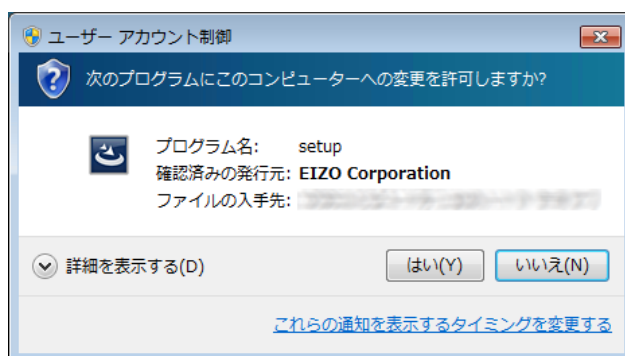 ユーザー アカウント制御
次のプログラムにこのコンピューターへの変更を許可しますか?
プログラム名: setup
確認済みの発行元: EIZO Corporation
ファイルの入手先:
詳細を表示する(D)
はい(Y)
いいえ(N)
これらの通知を表示するタイミングを変更する